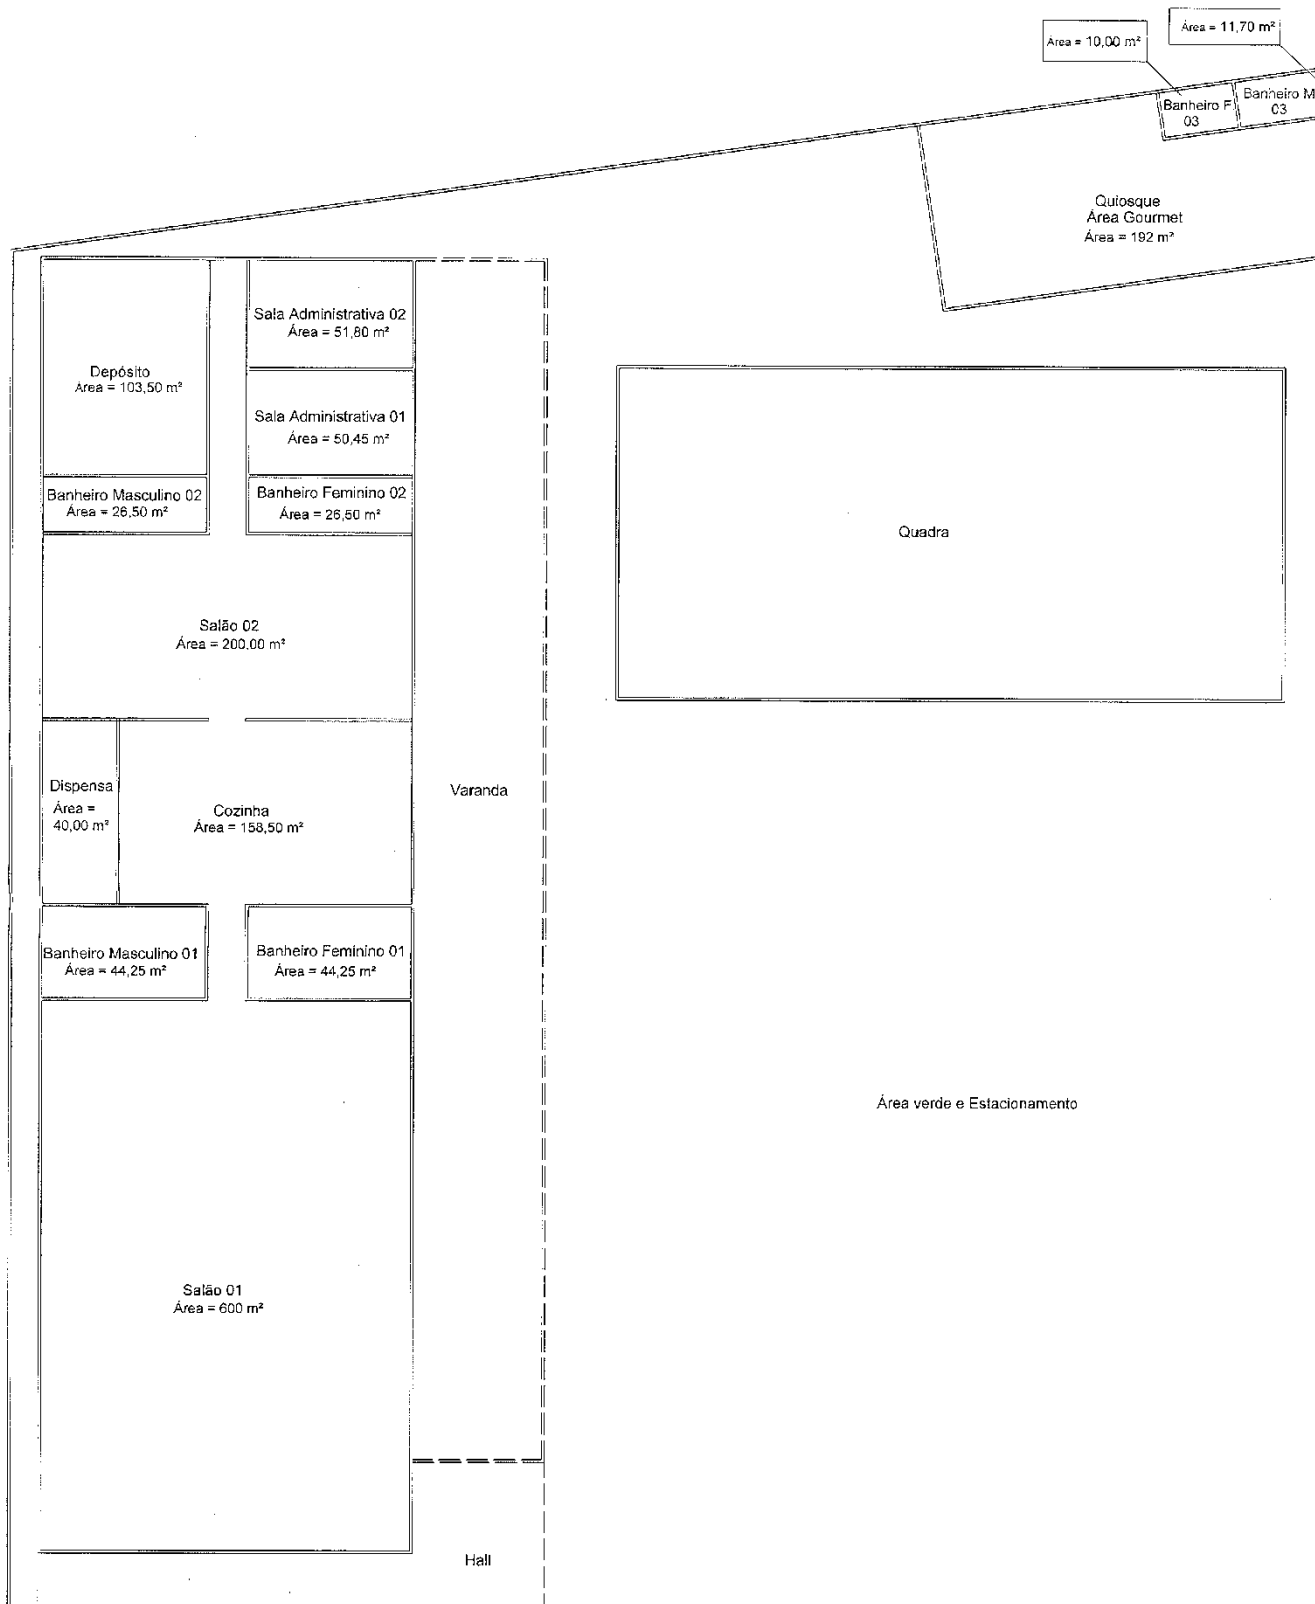 Área = 10,00 m²
Área = 11,70 m²
Banheiro F
03
Banheiro M
03
Quiosque
Área Gourmet
Área = 192 m²
Sala Administrativa 02
Área = 51,80 m²
Depósito
Área = 103,50 m²
Sala Administrativa 01
Área = 50,45 m²
Banheiro Masculino 02
Área = 26,50 m²
Banheiro Feminino 02
Área = 26,50 m²
Quadra
Salão 02
Área = 200,00 m²
Dispensa
Área =
40,00 m²
Cozinha
Área = 158,50 m²
Varanda
Banheiro Masculino 01
Área = 44,25 m²
Banheiro Feminino 01
Área = 44,25 m²
Área verde e Estacionamento
Salão 01
Área = 600 m²
Hall